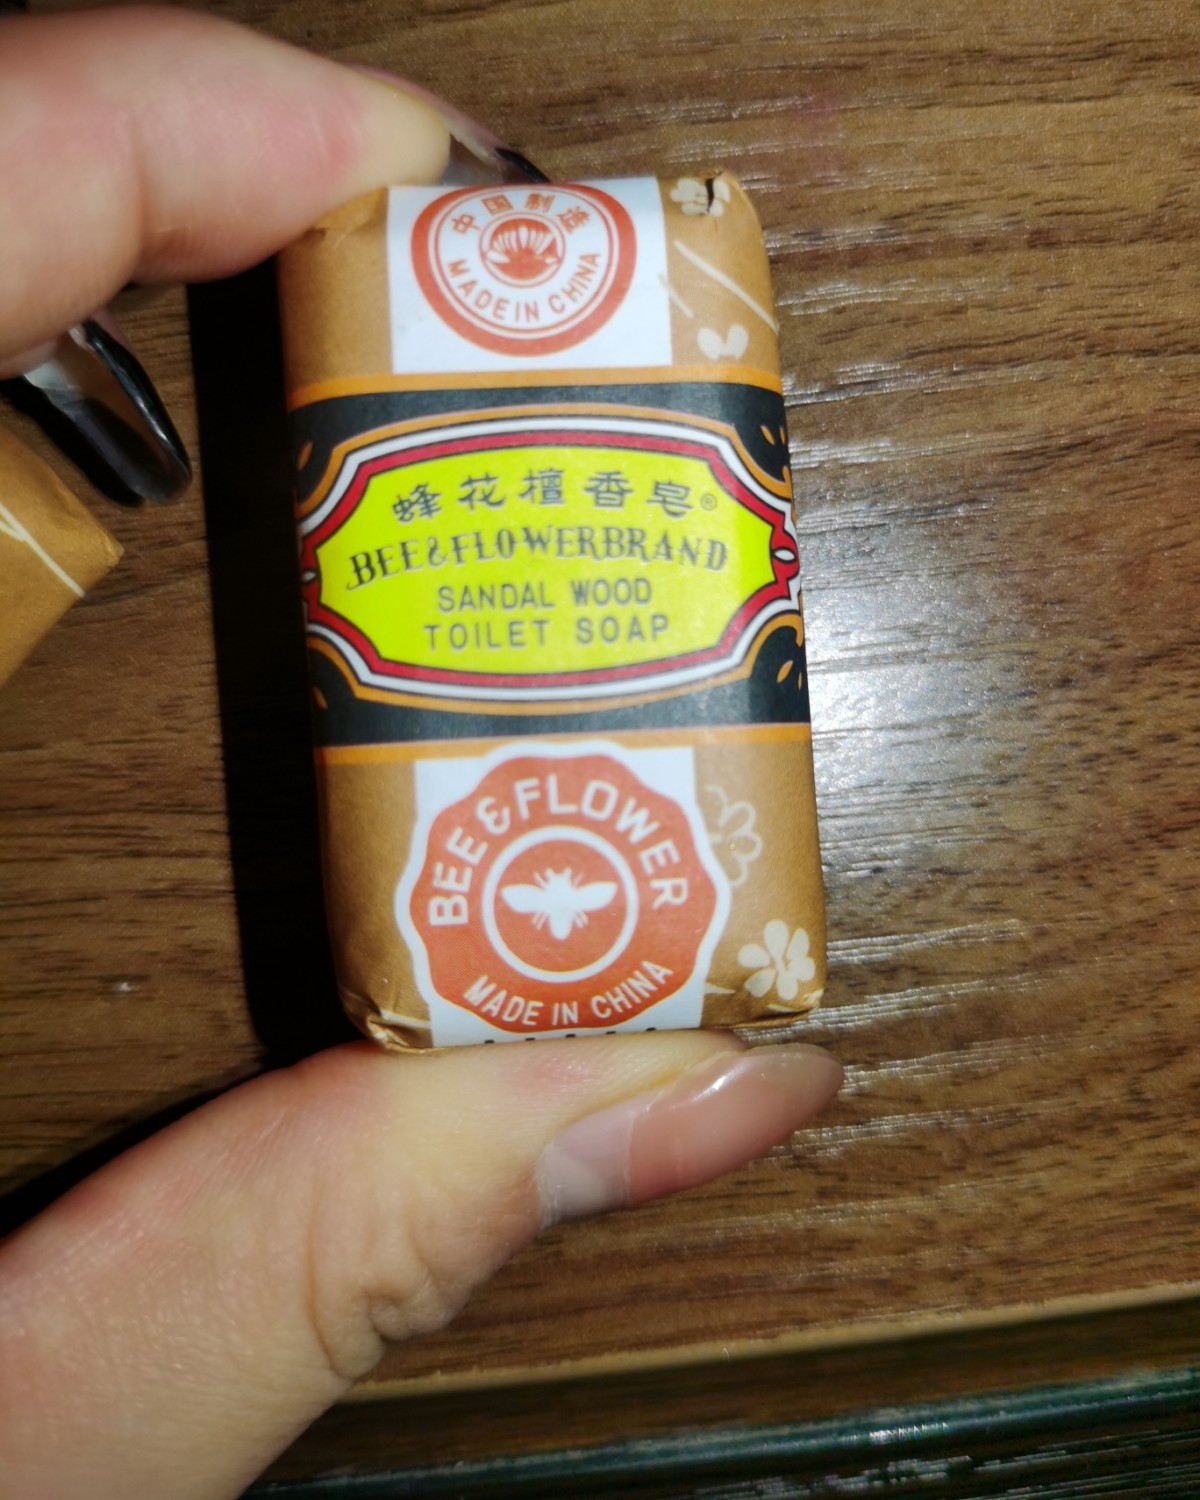 中国制造
MADE IN CHINA
蜂花檀香皂®
BEE&FLOWERBRAND
SANDAL WOOD
TOILET SOAP
BEE & FLOWER
MADE IN CHINA